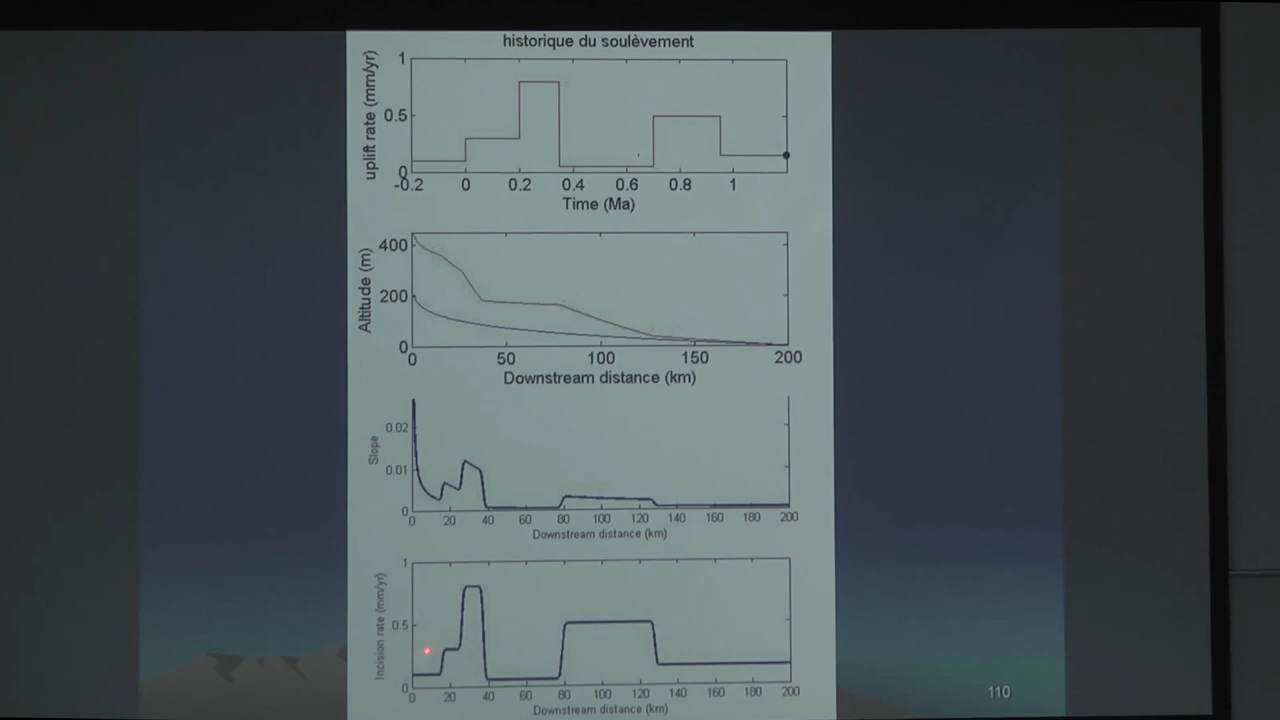 historique du soulèvement
uplift rate (mm/yr)
1
0.5
0
-0.2 0 0.2 0.4 0.6 0.8 1
Time (Ma)
Altitude (m)
400
200
0
0 50 100 150 200
Downstream distance (km)
Slope
0.02
0.01
0
0 20 40 60 80 100 120 140 160 180 200
Downstream distance (km)
Incision rate (mm/yr)
1
0.5
0
0 20 40 60 80 100 120 140 160 180 200
Downstream distance (km)
110